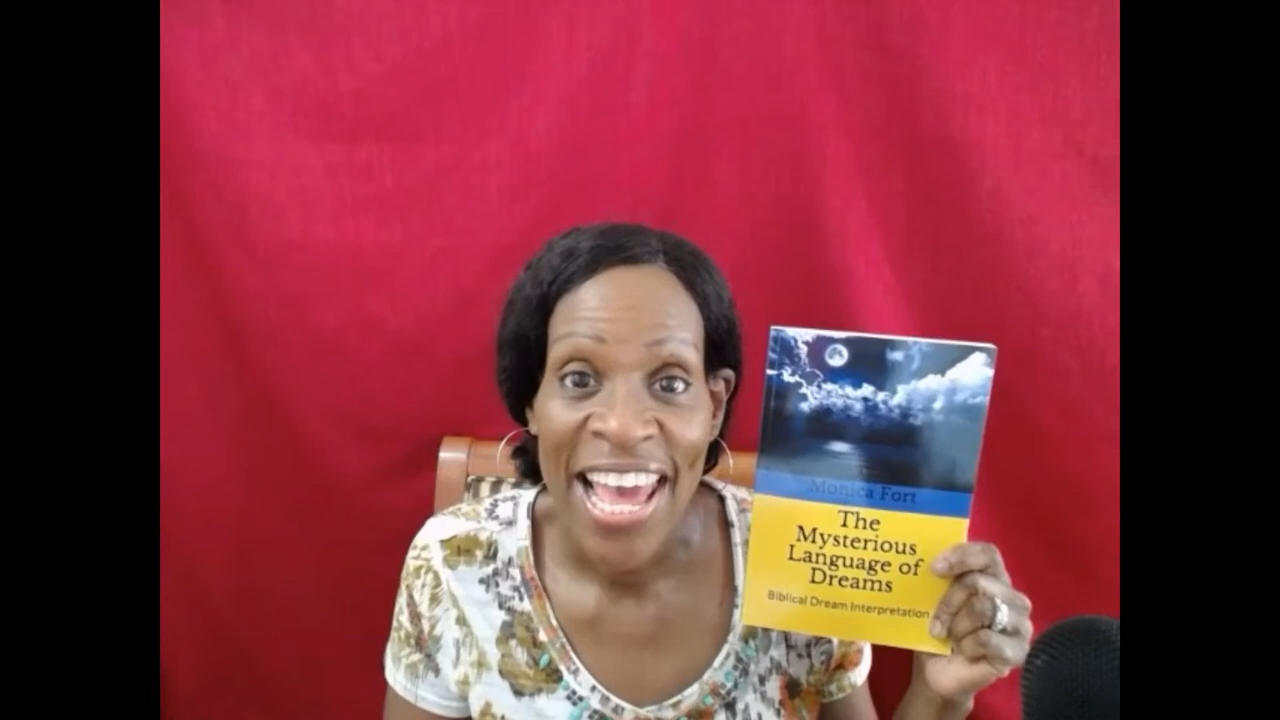 Monica Fort
The
Mysterious
Language of
Dreams
Biblical Dream Interpretation